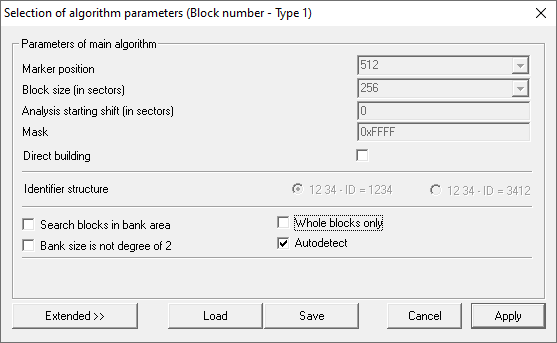 Selection of algorithm parameters (Block number - Type 1)
Parameters of main algorithm
Marker position 512
Block size (in sectors) 256
Analysis starting shift (in sectors) 0
Mask 0xFFFF
Direct building
Identifier structure 12 34 - ID = 1234 12 34 - ID = 3412
Search blocks in bank area Whole blocks only
Bank size is not degree of 2 Autodetect
Extended >> Load Save Cancel Apply